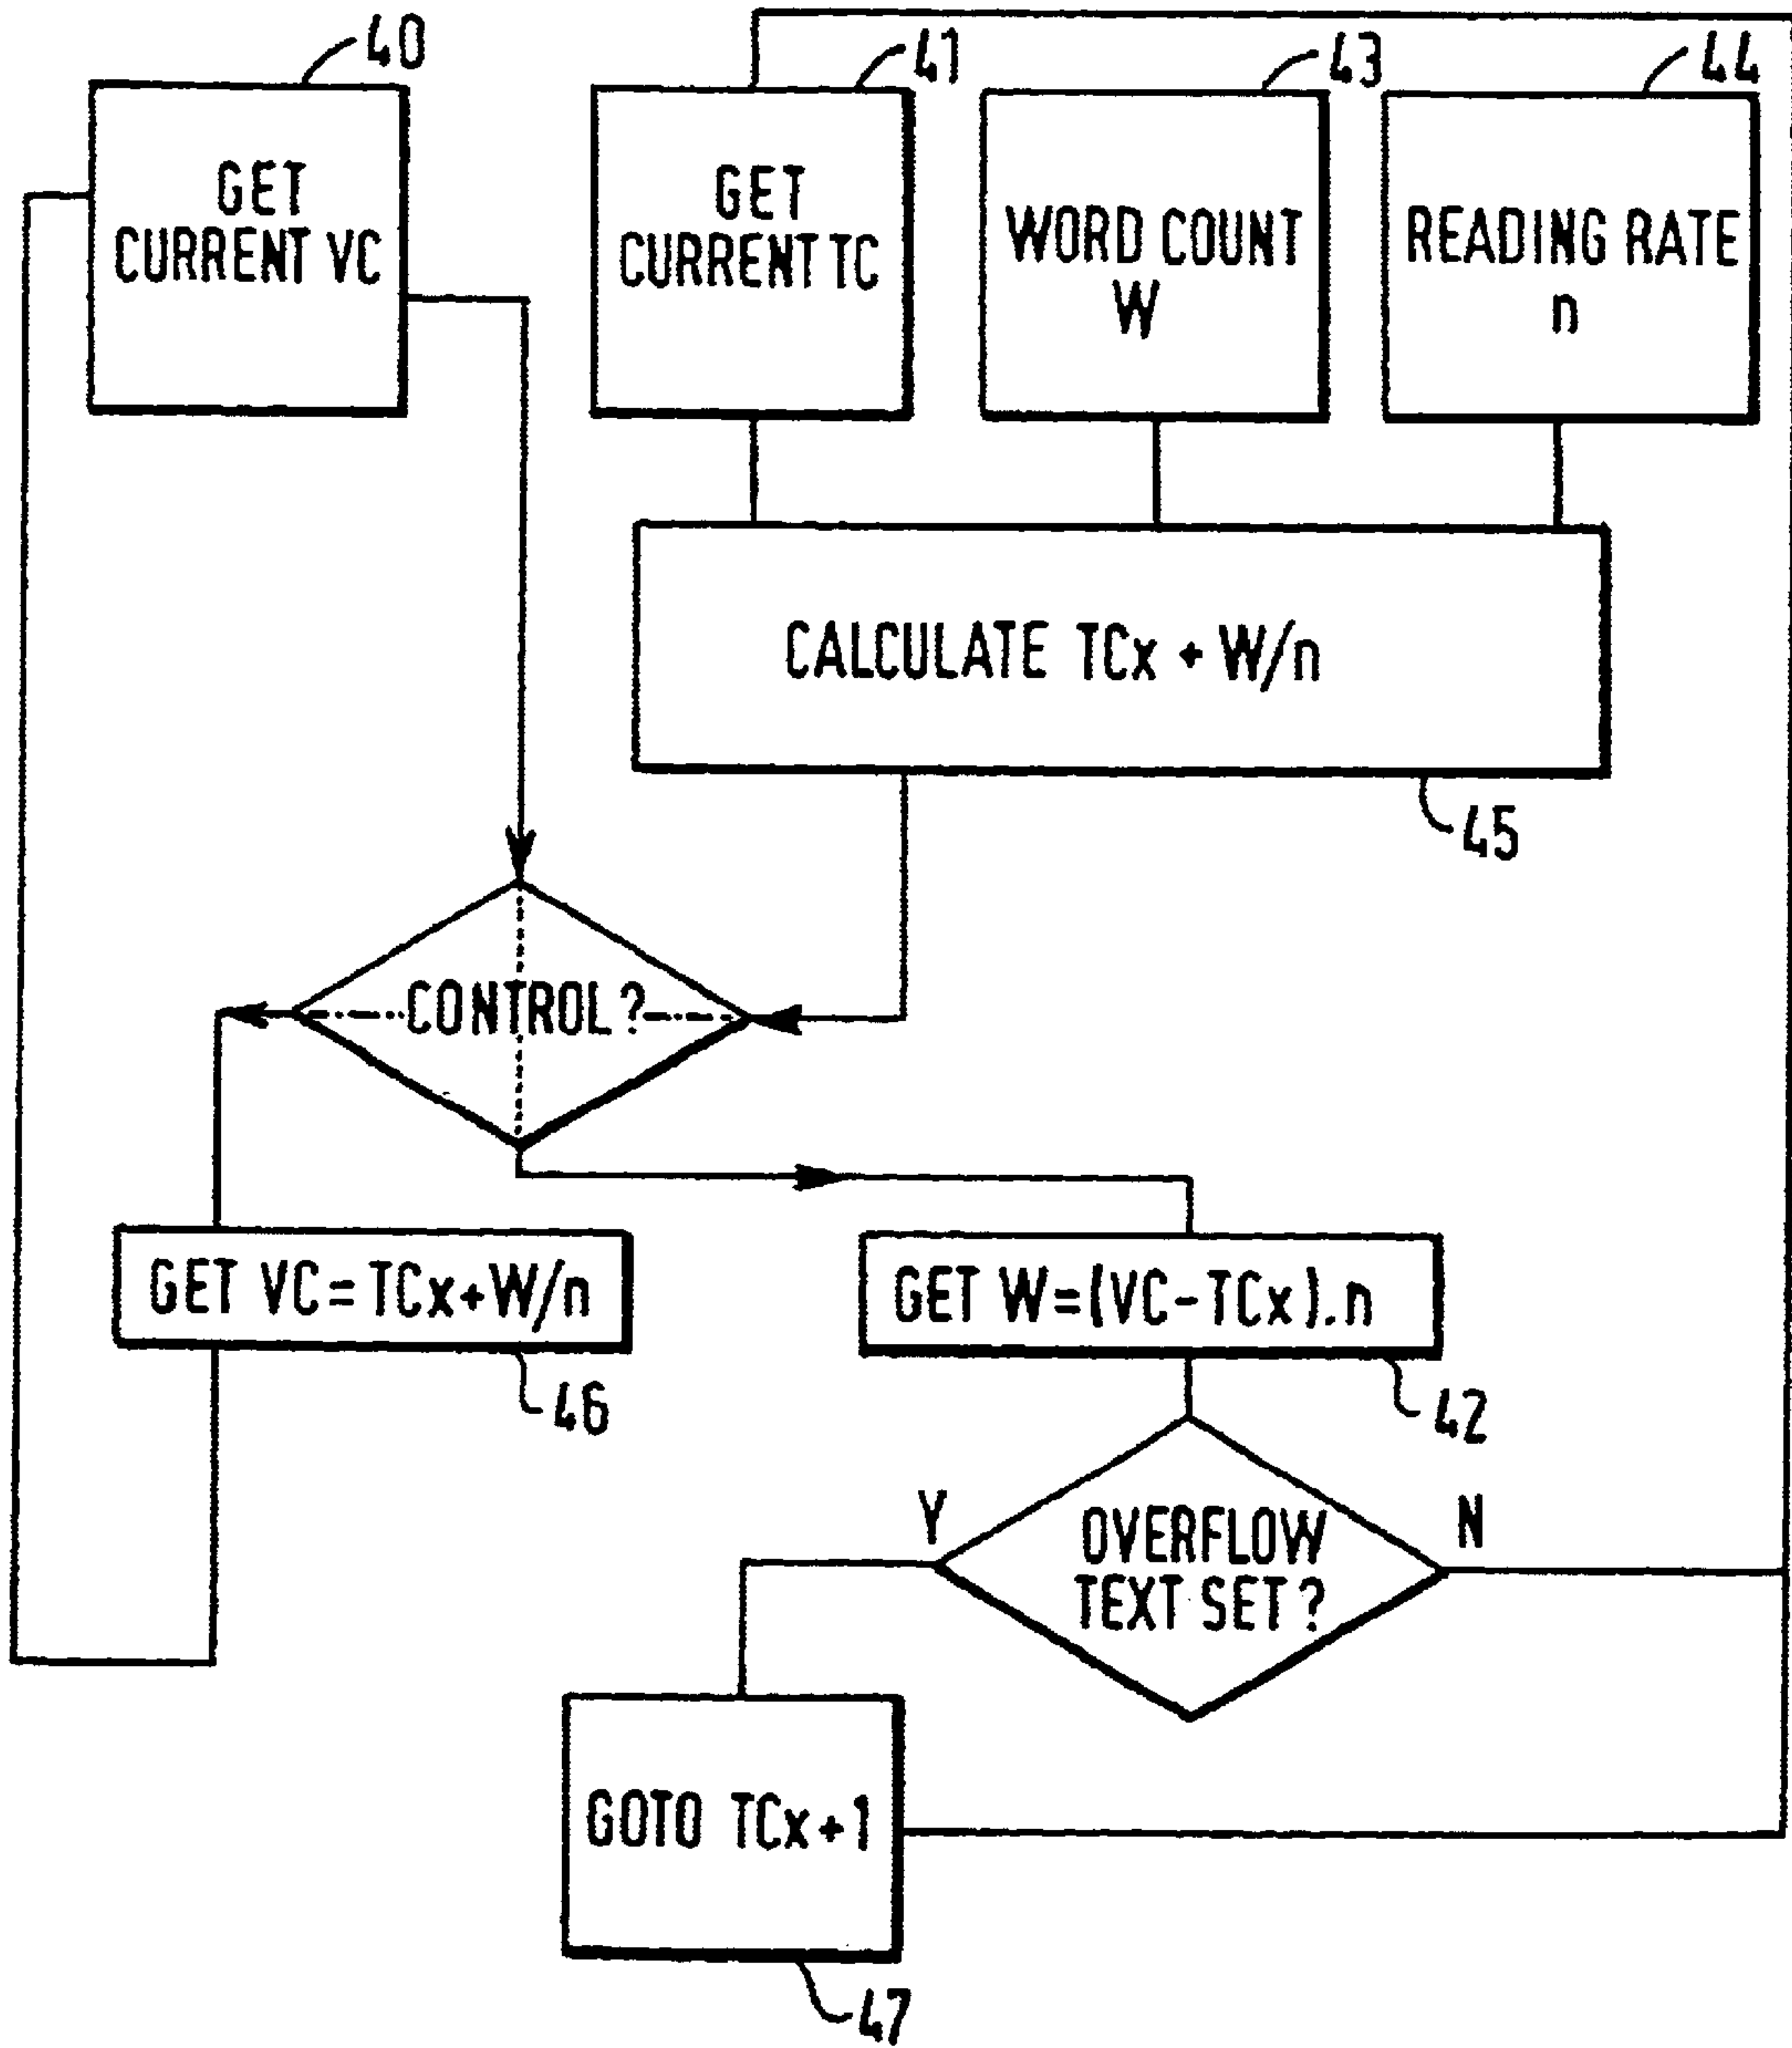 40
41
43
44
GET
CURRENT VC
GET
CURRENT TC
WORD COUNT
W
READING RATE
n
CALCULATE TCx + W/n
45
CONTROL?
GET VC=TCx+W/n
46
GET W=(VC-TCx).n
42
Y
OVERFLOW
TEXT SET?
N
GOTO TCx+1
47